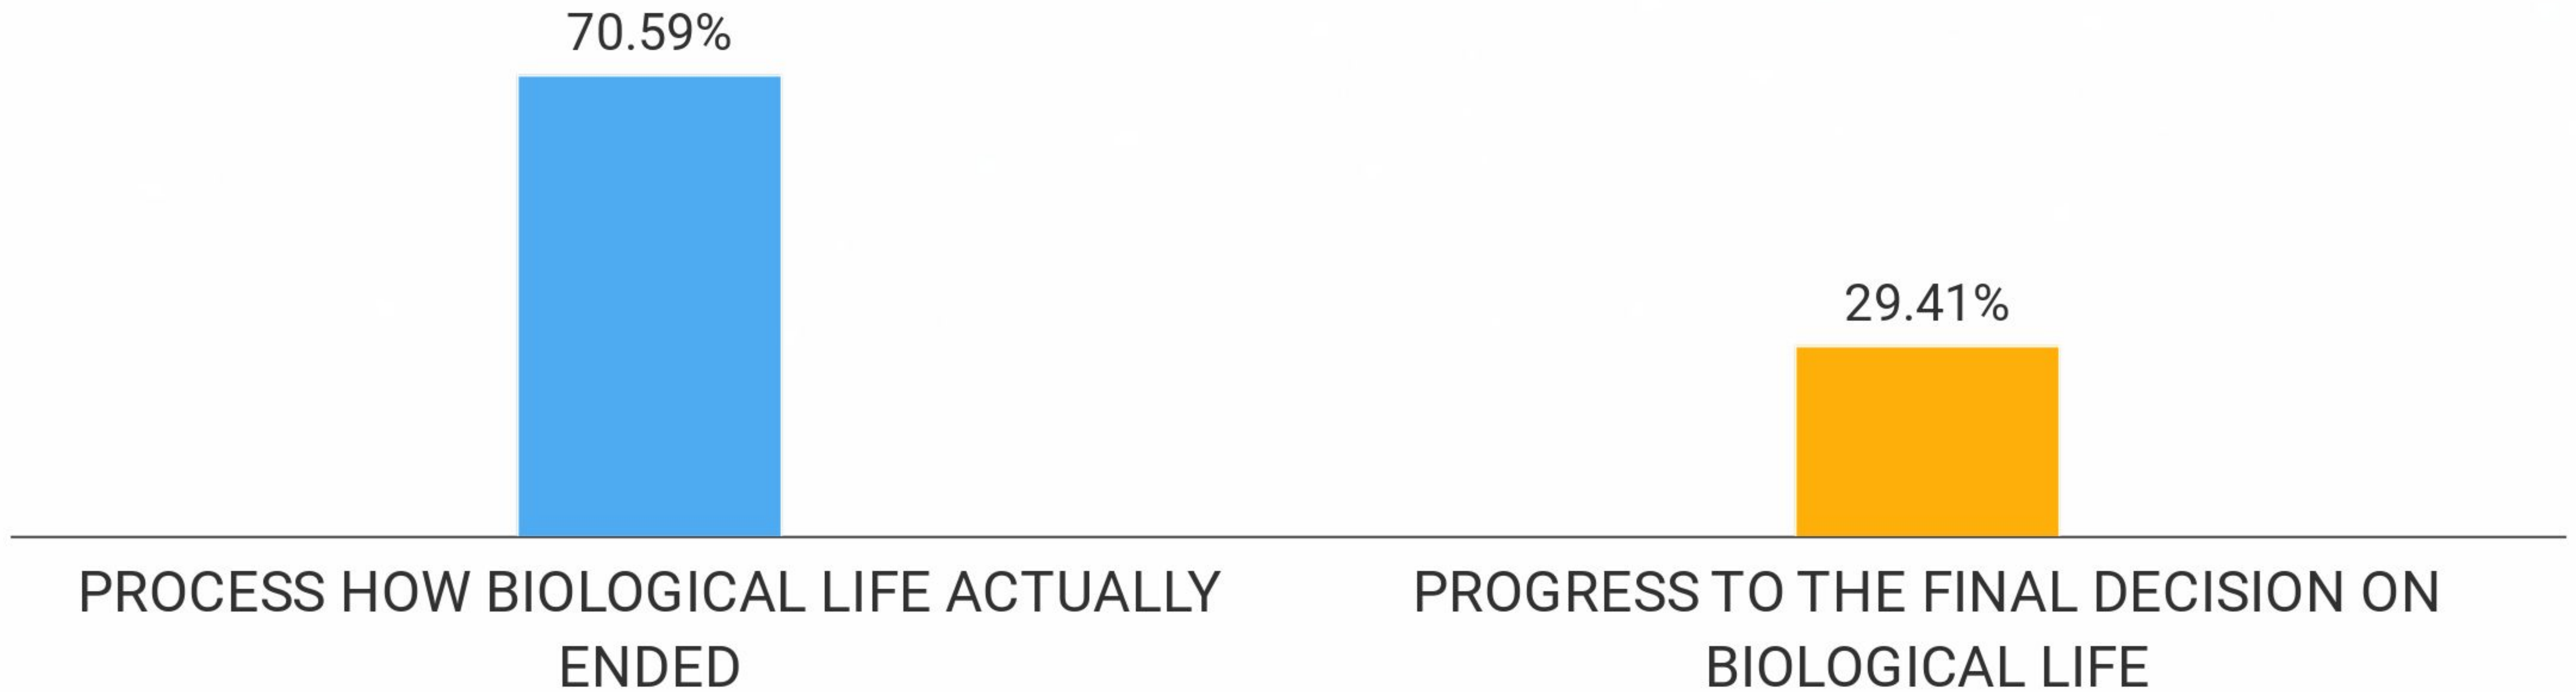 70.59%
29.41%
PROCESS HOW BIOLOGICAL LIFE ACTUALLY
ENDED
PROGRESS TO THE FINAL DECISION ON
BIOLOGICAL LIFE